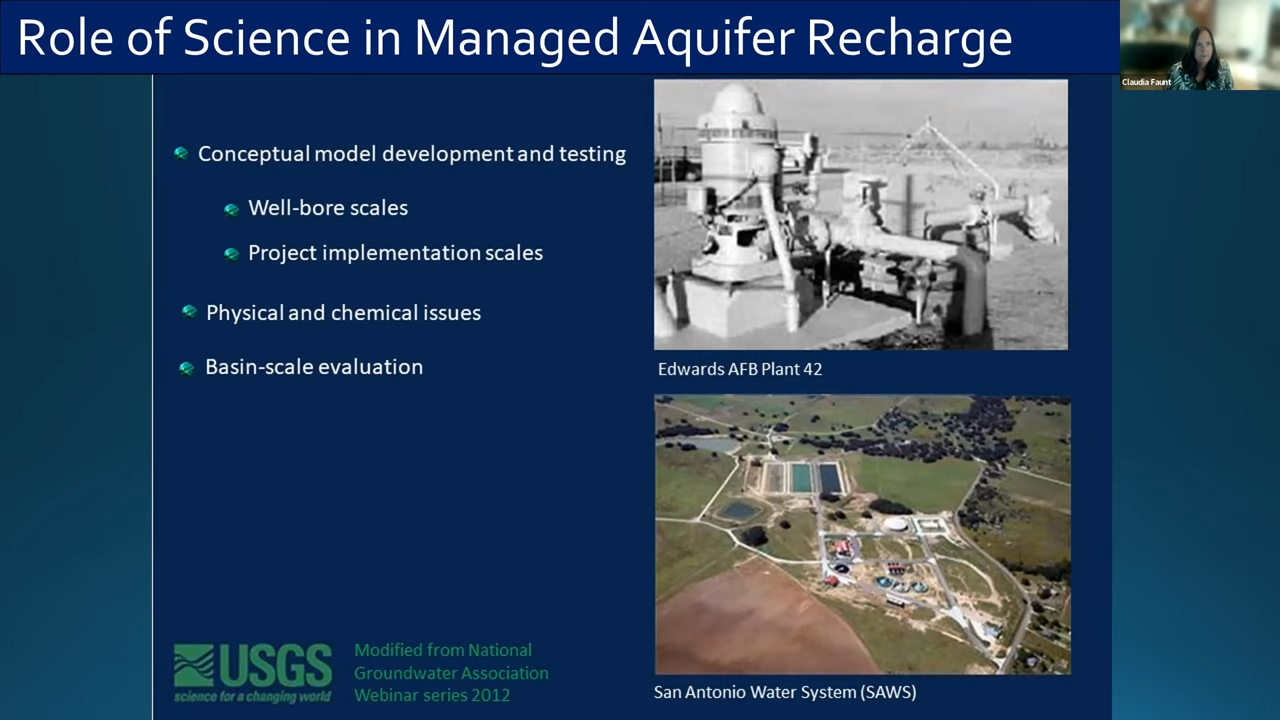 Role of Science in Managed Aquifer Recharge
Claudia Faunt
Conceptual model development and testing
Well-bore scales
Project implementation scales
Physical and chemical issues
Basin-scale evaluation
Edwards AFB Plant 42
San Antonio Water System (SAWS)
USGS
science for a changing world
Modified from National
Groundwater Association
Webinar series 2012